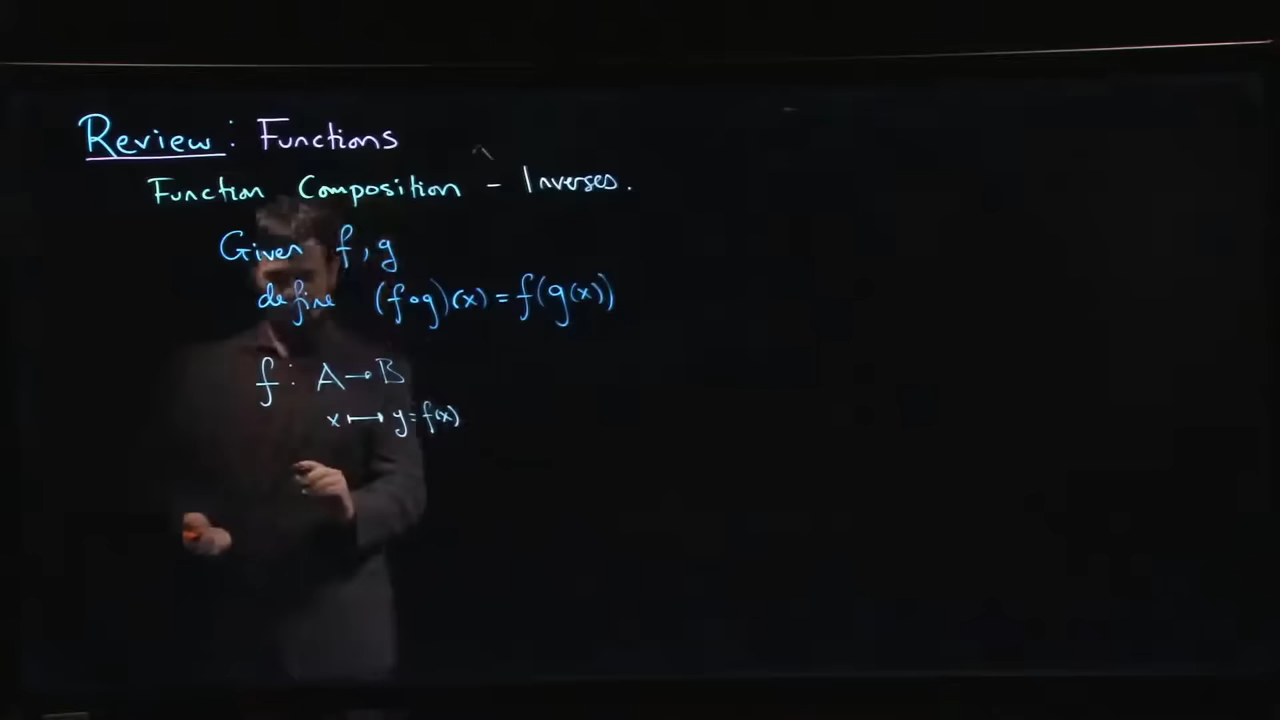 Review: Functions
Function Composition – Inverses.
Given f, g
define (f∘g)(x) = f(g(x))
f: A → B
x ↦ y = f(x)